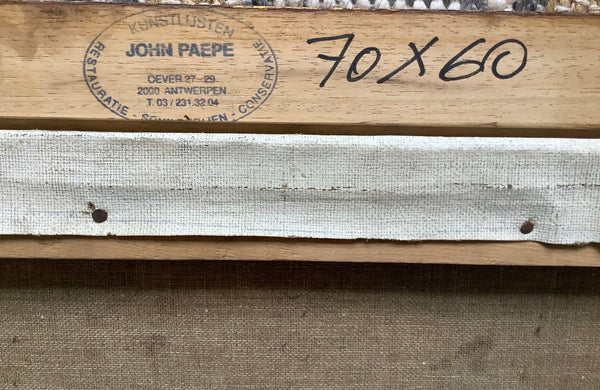 KUNSTLIJSTEN
JOHN PAEPE
OEVER 27 - 29
2000 ANTWERPEN
T. 03 / 231.32.04
RESTAURATIE - - CONSERVATIE
70 X 60